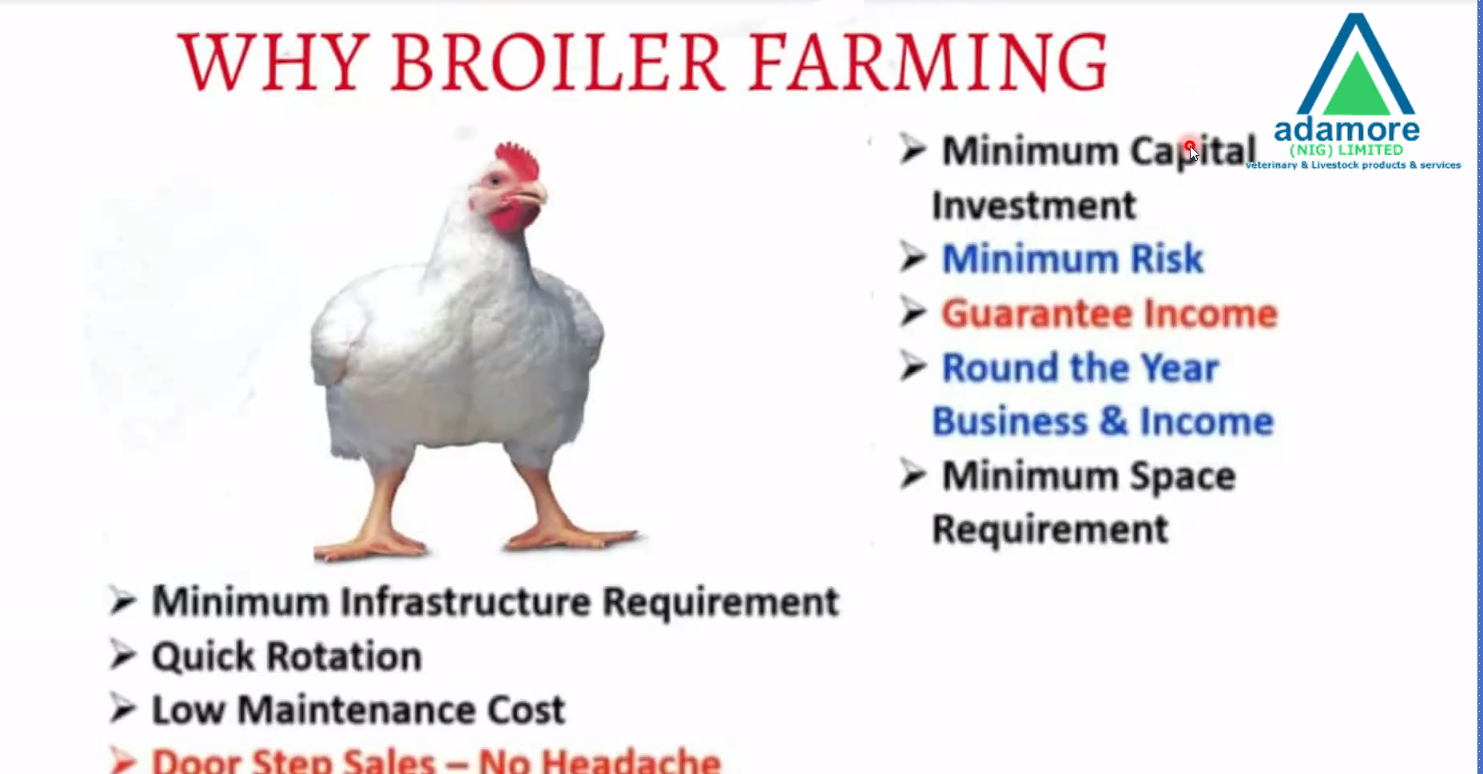 WHY BROILER FARMING
adamore
(NIG) LIMITED
Veterinary & Livestock products & services
➢ Minimum Capital
Investment
➢ Minimum Risk
➢ Guarantee Income
➢ Round the Year
Business & Income
➢ Minimum Space
Requirement
➢ Minimum Infrastructure Requirement
➢ Quick Rotation
➢ Low Maintenance Cost
➢ Door Step Sales – No Headache